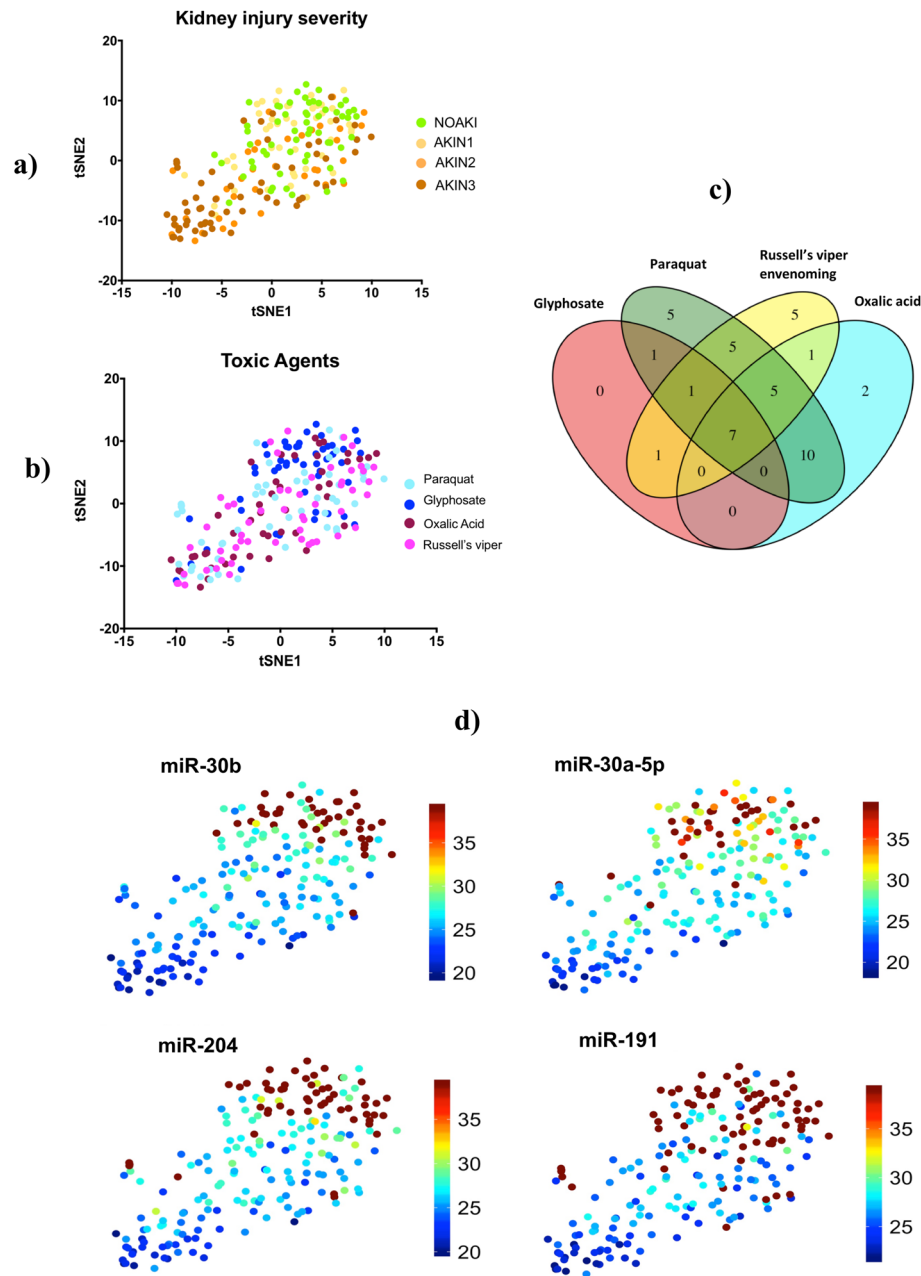 Kidney injury severity
20
10
0
-10
-20
tSNE2
-15 -10 -5 0 5 10 15
tSNE1
NOAKI
AKIN1
AKIN2
AKIN3
a)
Toxic Agents
20
10
0
-10
-20
tSNE2
-15 -10 -5 0 5 10 15
tSNE1
Paraquat
Glyphosate
Oxalic Acid
Russell's viper
b)
c)
Glyphosate
Paraquat
Russell's viper
envenoming
Oxalic acid
5 5
1 5 1
0 1 5 2
7
1 0 0 10
0
d)
miR-30b
35
30
25
20
miR-30a-5p
35
30
25
20
miR-204
35
30
25
20
miR-191
35
30
25